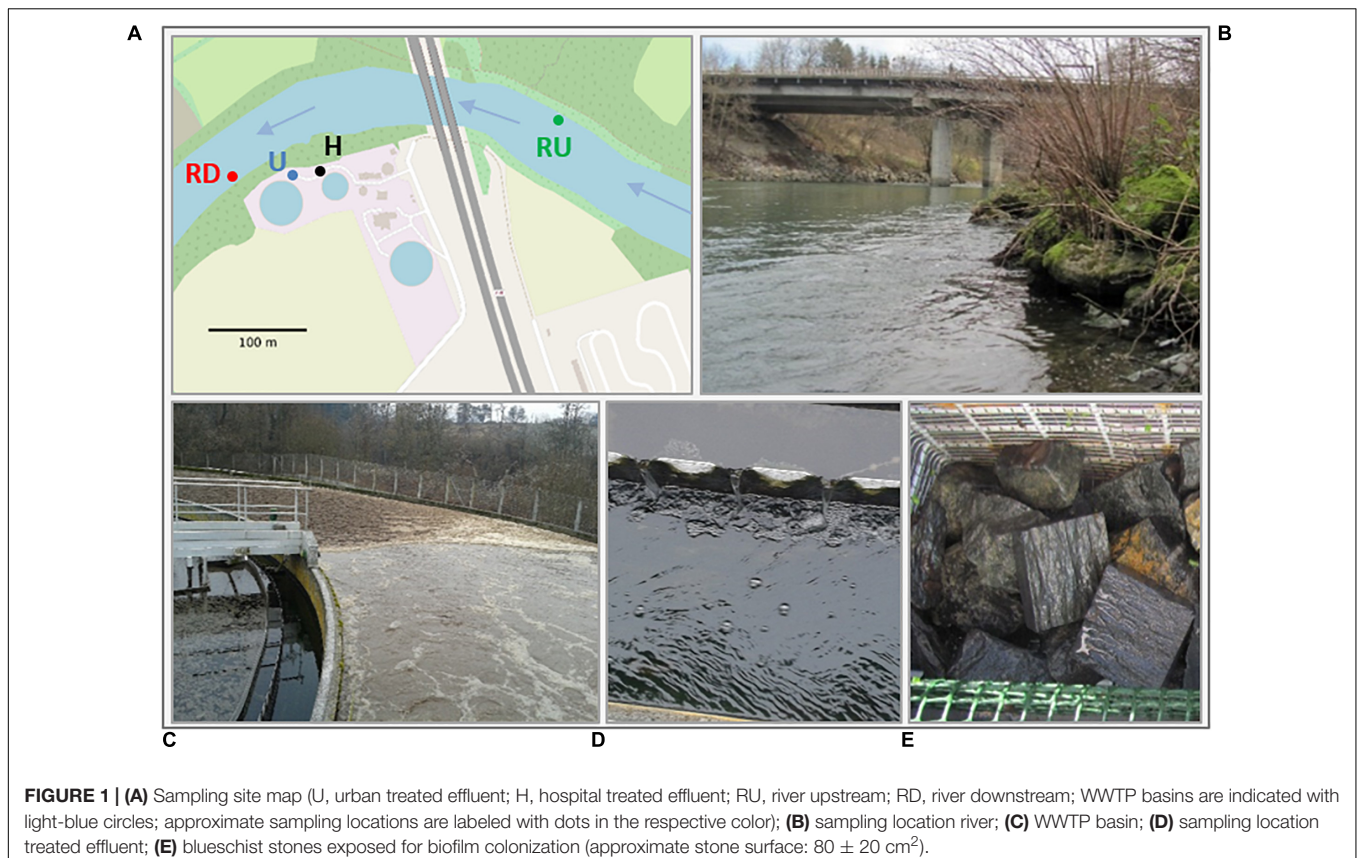 A
B
H
U
RD
RU
100 m
C
D
E
FIGURE 1 | (A) Sampling site map (U, urban treated effluent; H, hospital treated effluent; RU, river upstream; RD, river downstream; WWTP basins are indicated with
light-blue circles; approximate sampling locations are labeled with dots in the respective color); (B) sampling location river; (C) WWTP basin; (D) sampling location
treated effluent; (E) blueschist stones exposed for biofilm colonization (approximate stone surface: 80 ± 20 cm²).